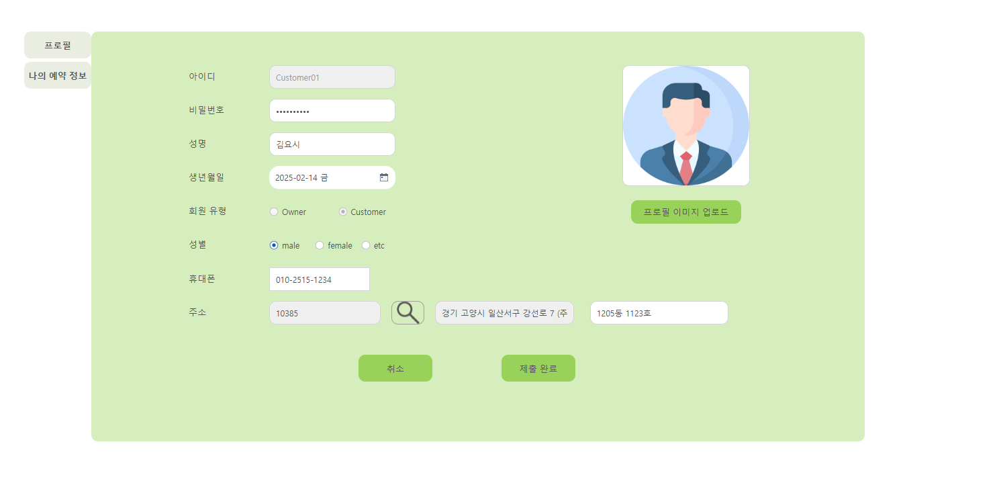 프로필
나의 예약 정보
아이디 Customer01
비밀번호 ••••••••••
성명 김요시
생년월일 2025-02-14 금
회원 유형 Owner Customer
프로필 이미지 업로드
성별 male female etc
휴대폰 010-2515-1234
주소 10385 경기 고양시 일산서구 강선로 7 (주 1205동 1123호
취소 제출 완료